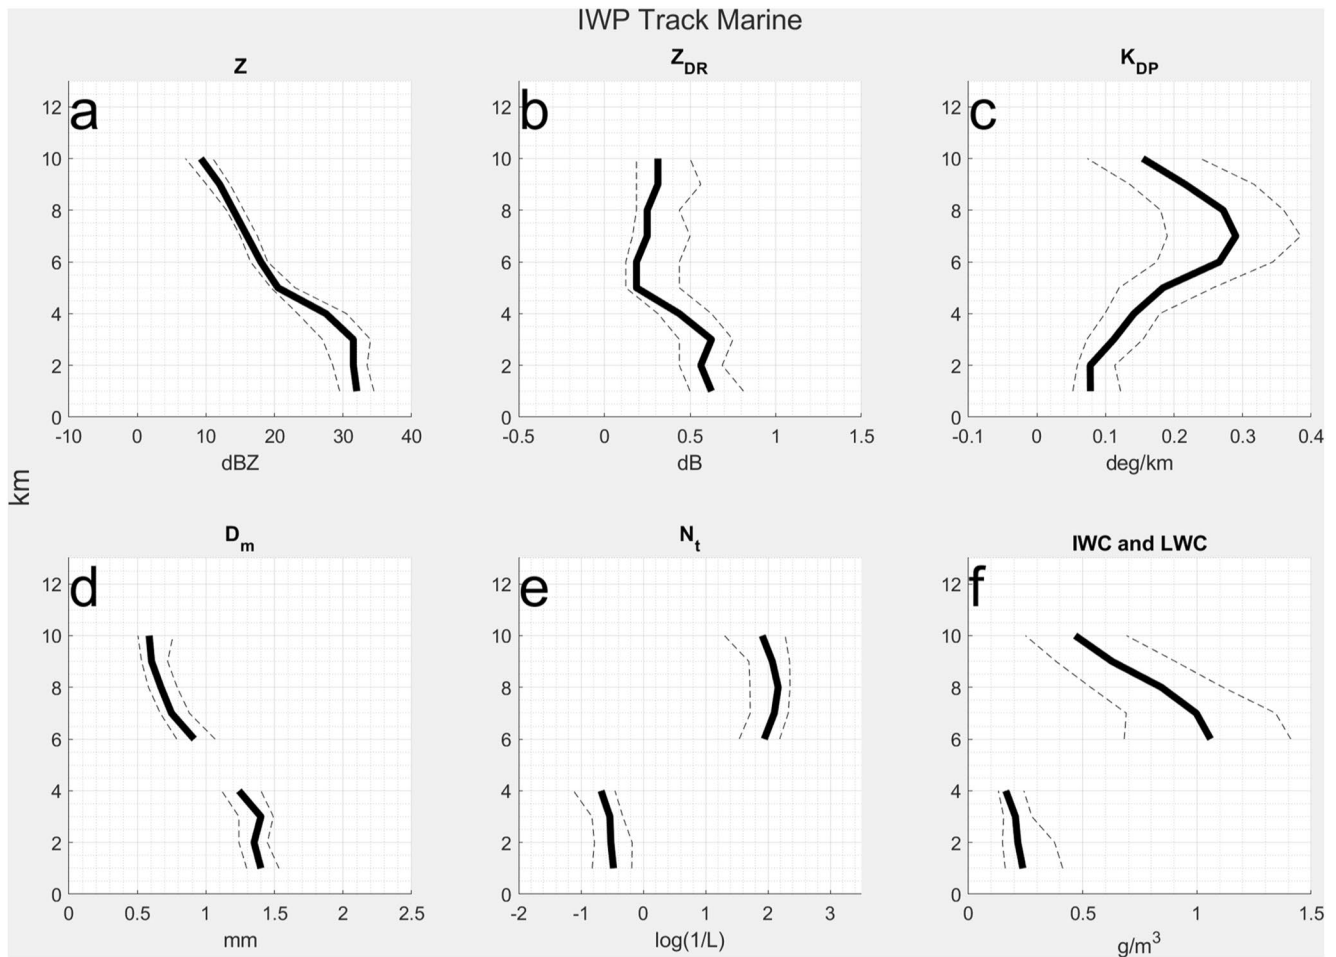 IWP Track Marine
Z
Z_DR
K_DP
a
b
c
12
10
8
6
4
2
0
12
10
8
6
4
2
0
12
10
8
6
4
2
0
-10 0 10 20 30 40
-0.5 0 0.5 1 1.5
-0.1 0 0.1 0.2 0.3 0.4
dBZ
dB
deg/km
km
D_m
N_t
IWC and LWC
d
e
f
12
10
8
6
4
2
0
12
10
8
6
4
2
0
12
10
8
6
4
2
0
0 0.5 1 1.5 2 2.5
-2 -1 0 1 2 3
0 0.5 1 1.5
mm
log(1/L)
g/m³